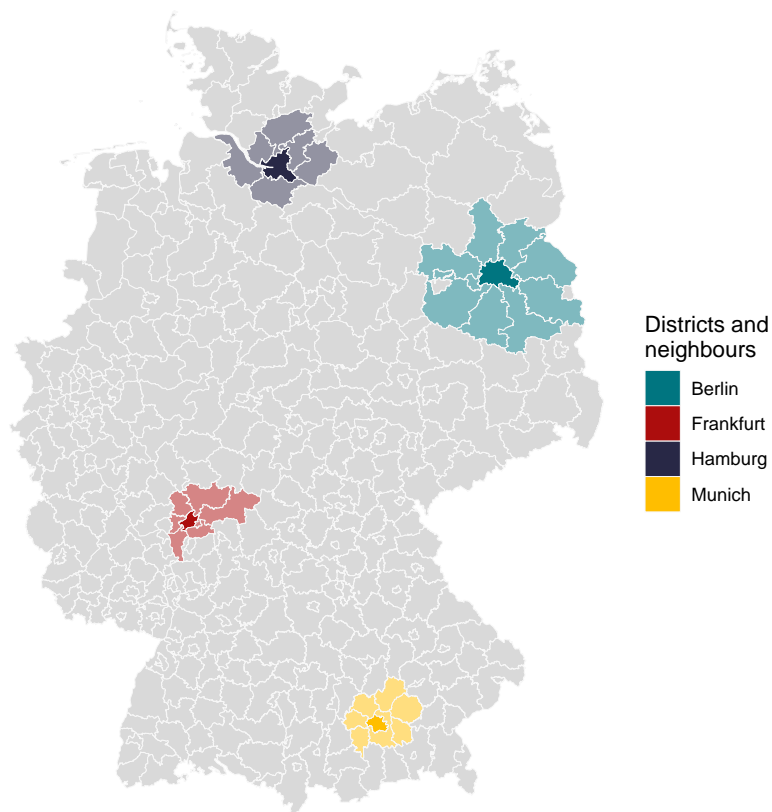 Districts and
neighbours
Berlin
Frankfurt
Hamburg
Munich